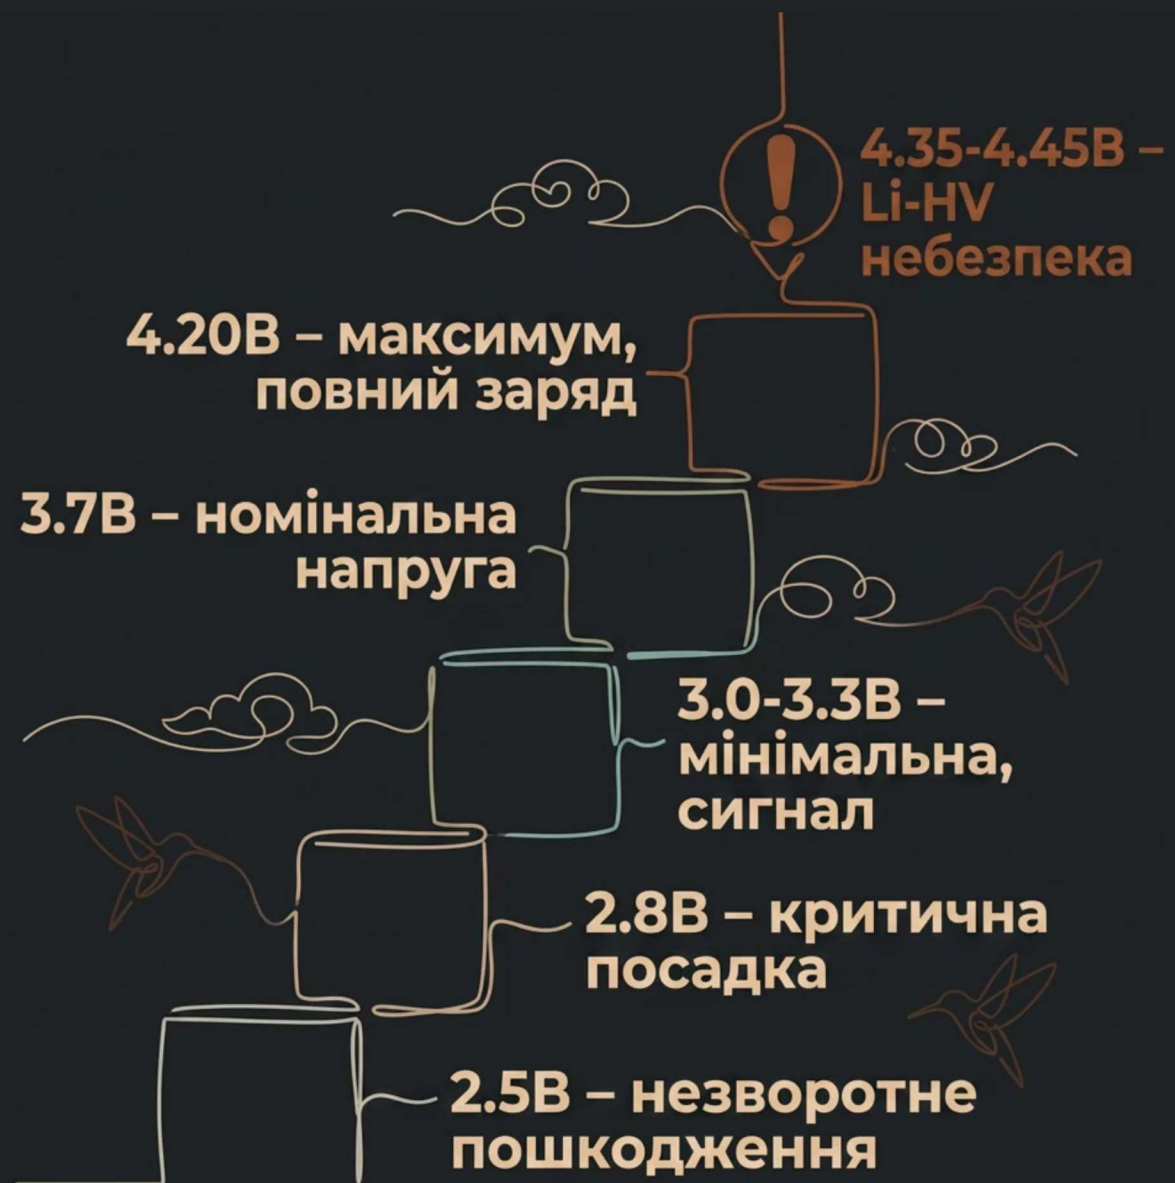 4.35-4.45В –
Li-HV
небезпека
4.20В – максимум,
повний заряд
3.7В – номінальна
напруга
3.0-3.3В –
мінімальна,
сигнал
2.8В – критична
посадка
2.5В – незворотне
пошкодження